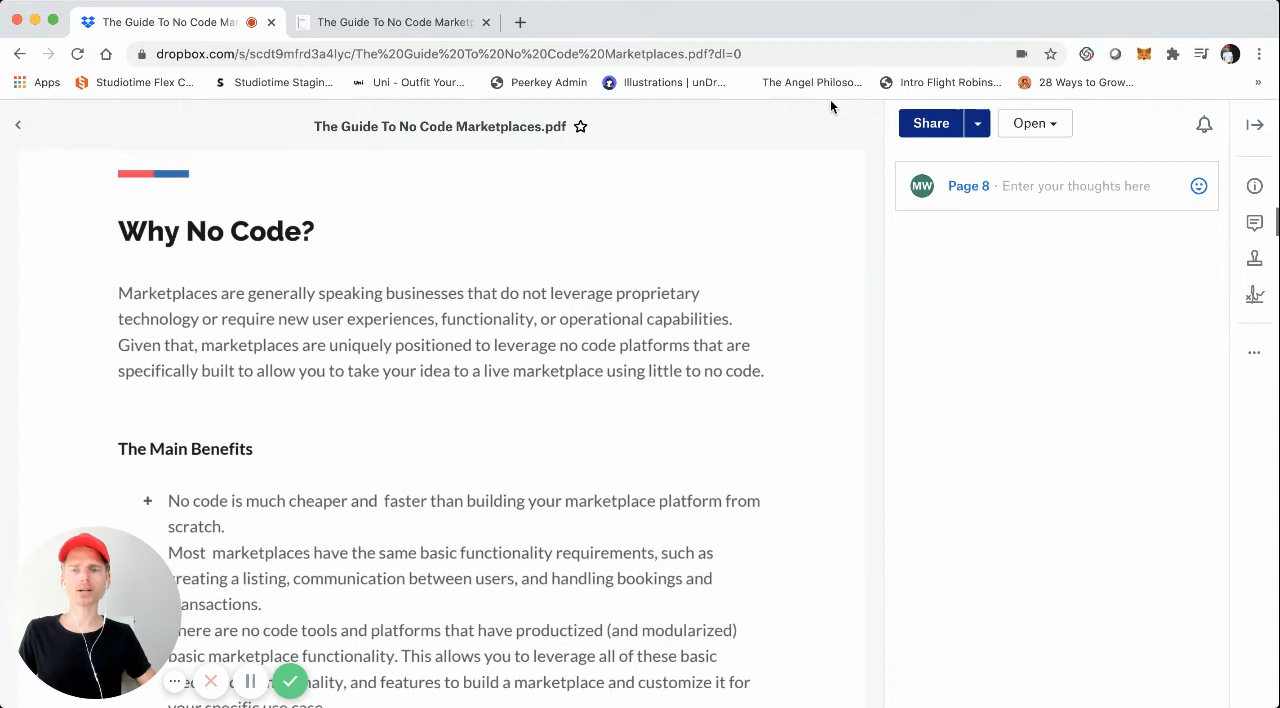 The Guide To No Code Mar
The Guide To No Code Market
dropbox.com/s/scdt9mfrd3a4lyc/The%20Guide%20To%20No%20Code%20Marketplaces.pdf?dl=0
Apps
Studiotime Flex C...
Studiotime Stagin...
Uni - Outfit Your...
Peerkey Admin
Illustrations | unDr...
The Angel Philoso...
Intro Flight Robins...
28 Ways to Grow...
»
The Guide To No Code Marketplaces.pdf
Share
Open
MW
Page 8 · Enter your thoughts here
Why No Code?
Marketplaces are generally speaking businesses that do not leverage proprietary
technology or require new user experiences, functionality, or operational capabilities.
Given that, marketplaces are uniquely positioned to leverage no code platforms that are
specifically built to allow you to take your idea to a live marketplace using little to no code.
The Main Benefits
+ No code is much cheaper and faster than building your marketplace platform from
scratch.
Most marketplaces have the same basic functionality requirements, such as
creating a listing, communication between users, and handling bookings and
transactions.
There are no code tools and platforms that have productized (and modularized)
basic marketplace functionality. This allows you to leverage all of these basic
and features to build a marketplace and customize it for
your specific use case.